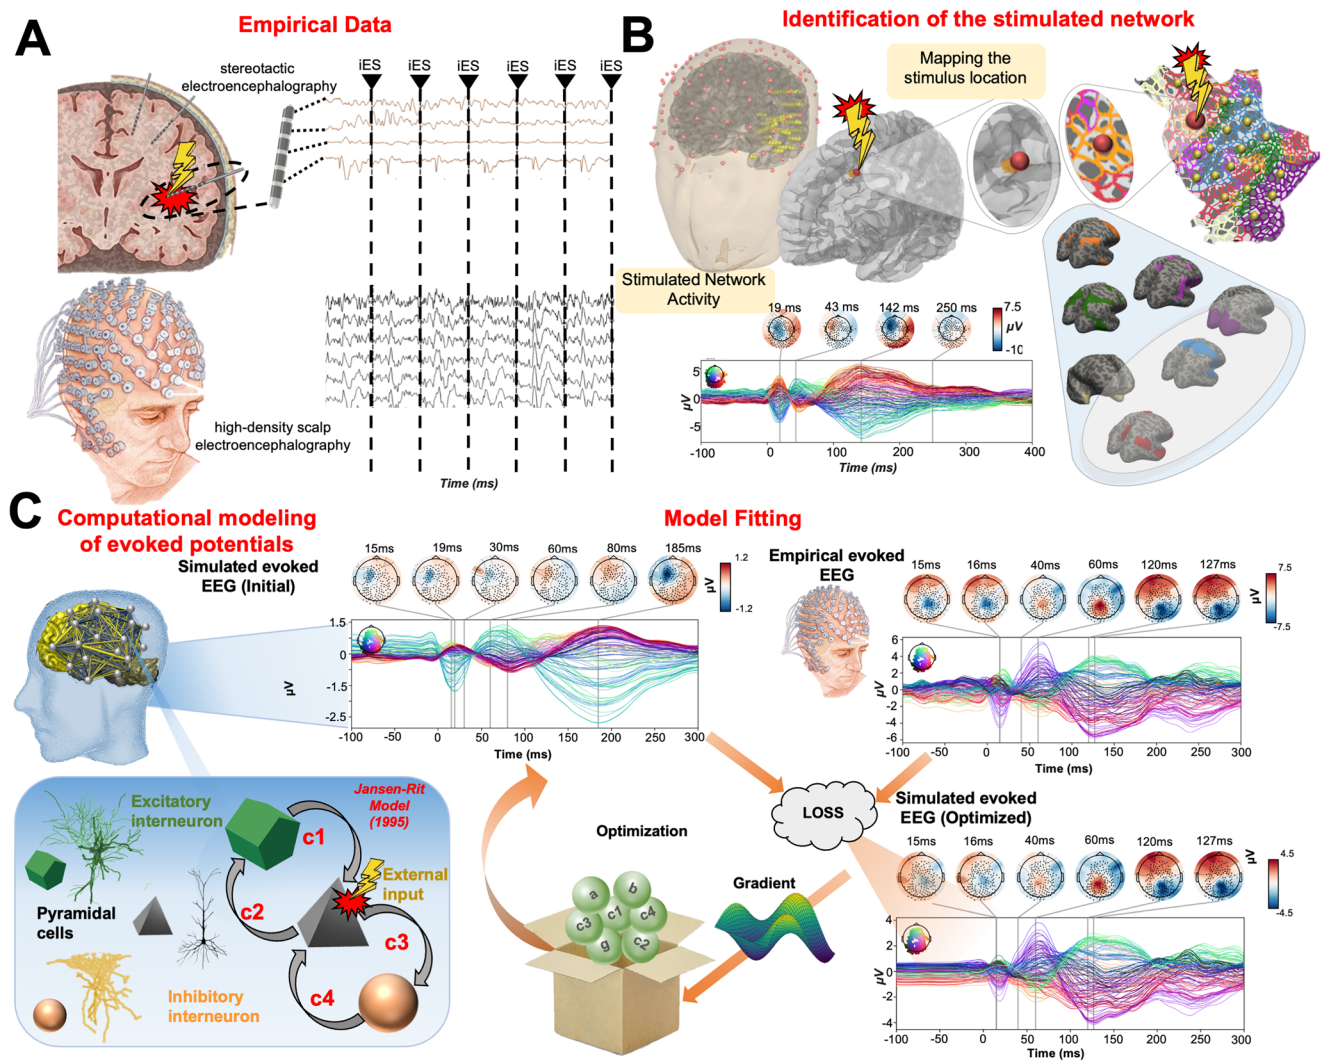 A
Empirical Data
stereotactic
electroencephalography
iES iES iES iES iES iES
high-density scalp
electroencephalography
Time (ms)
B
Identification of the stimulated network
Mapping the
stimulus location
Stimulated Network
Activity
19 ms 43 ms 142 ms 250 ms
7.5
μV
-10
5
0
-5
μV
-100 0 100 200 300 400
Time (ms)
C
Computational modeling
of evoked potentials
Model Fitting
Simulated evoked
EEG (Initial)
15ms 19ms 30ms 60ms 80ms 185ms
1.2
μV
-1.2
1.5
0
-1.5
-2.5
μV
-100 -50 0 50 100 150 200 250 300
Time (ms)
Empirical evoked
EEG
15ms 16ms 40ms 60ms 120ms 127ms
7.5
μV
-7.5
6
4
2
0
-2
-4
-6
μV
-100 -50 0 50 100 150 200 250 300
Time (ms)
Jansen-Rit
Model
(1995)
Excitatory
interneuron
c1
External
input
Pyramidal
cells
c2
c3
c4
Inhibitory
interneuron
Optimization
a b
c3 c1 c4
g c2
Gradient
LOSS
Simulated evoked
EEG (Optimized)
15ms 16ms 40ms 60ms 120ms 127ms
μV
4.5
-4.5
4
2
0
-2
-4
μV
-100 -50 0 50 100 150 200 250 300
Time (ms)